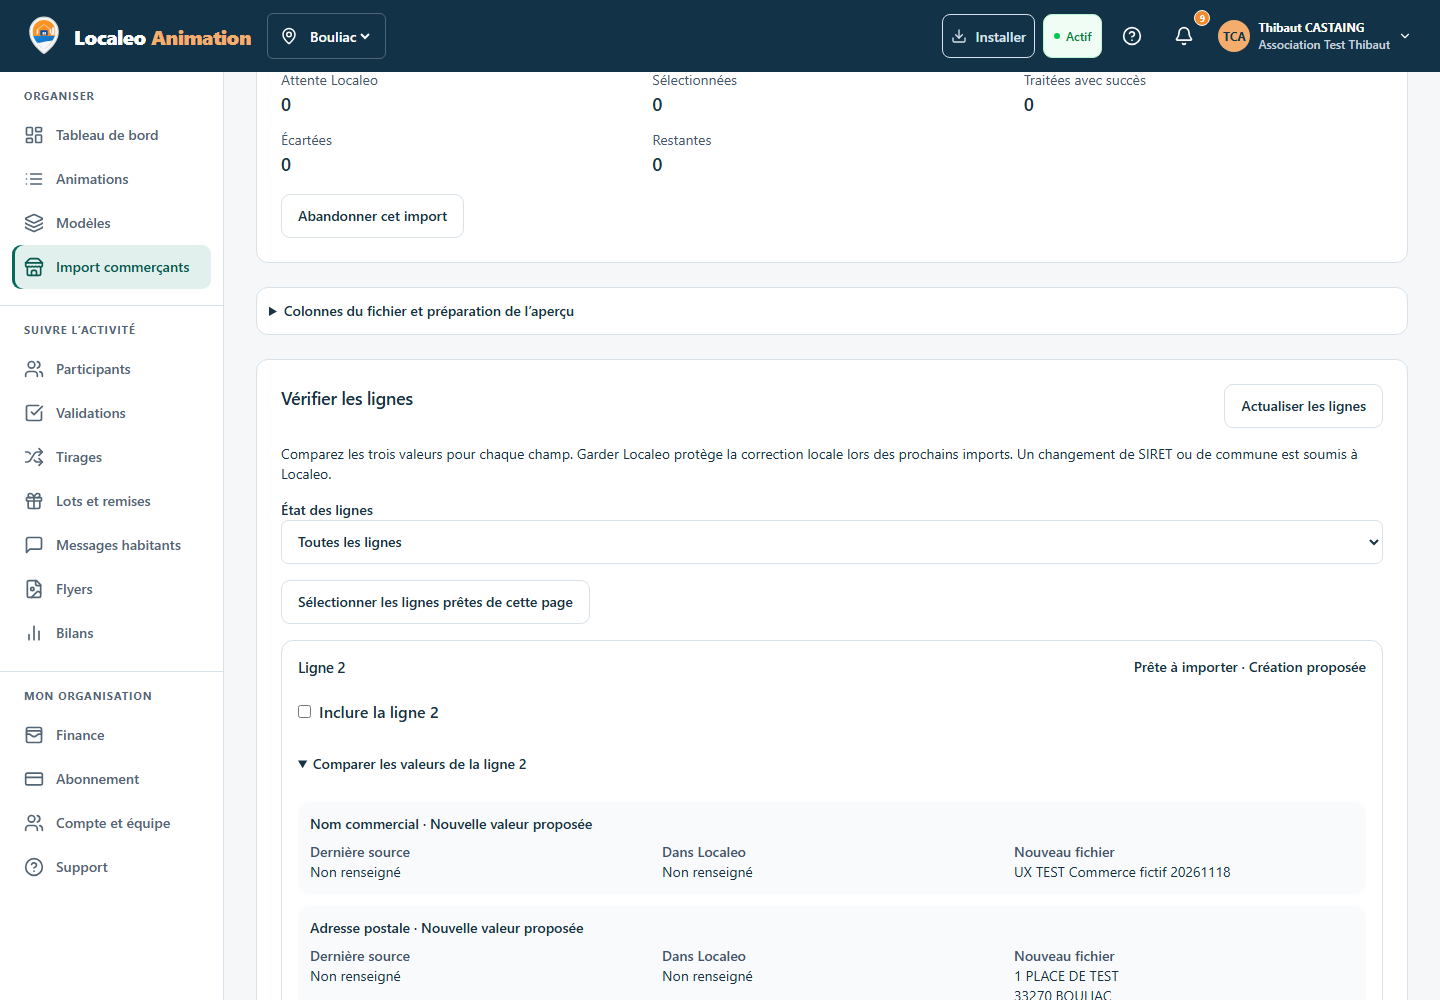 Localeo Animation
Bouliac
Installer
Actif
9
TCA
Thibaut CASTAING
Association Test Thibaut
ORGANISER
Tableau de bord
Animations
Modèles
Import commerçants
SUIVRE L'ACTIVITÉ
Participants
Validations
Tirages
Lots et remises
Messages habitants
Flyers
Bilans
MON ORGANISATION
Finance
Abonnement
Compte et équipe
Support
Attente Localeo
0
Sélectionnées
0
Traitées avec succès
0
Écartées
0
Restantes
0
Abandonner cet import
Colonnes du fichier et préparation de l'aperçu
Vérifier les lignes
Actualiser les lignes
Comparez les trois valeurs pour chaque champ. Garder Localeo protège la correction locale lors des prochains imports. Un changement de SIRET ou de commune est soumis à
Localeo.
État des lignes
Toutes les lignes
Sélectionner les lignes prêtes de cette page
Ligne 2
Prête à importer · Création proposée
Inclure la ligne 2
Comparer les valeurs de la ligne 2
Nom commercial · Nouvelle valeur proposée
Dernière source
Non renseigné
Dans Localeo
Non renseigné
Nouveau fichier
UX TEST Commerce fictif 20261118
Adresse postale · Nouvelle valeur proposée
Dernière source
Non renseigné
Dans Localeo
Non renseigné
Nouveau fichier
1 PLACE DE TEST
33270 BOULIAC